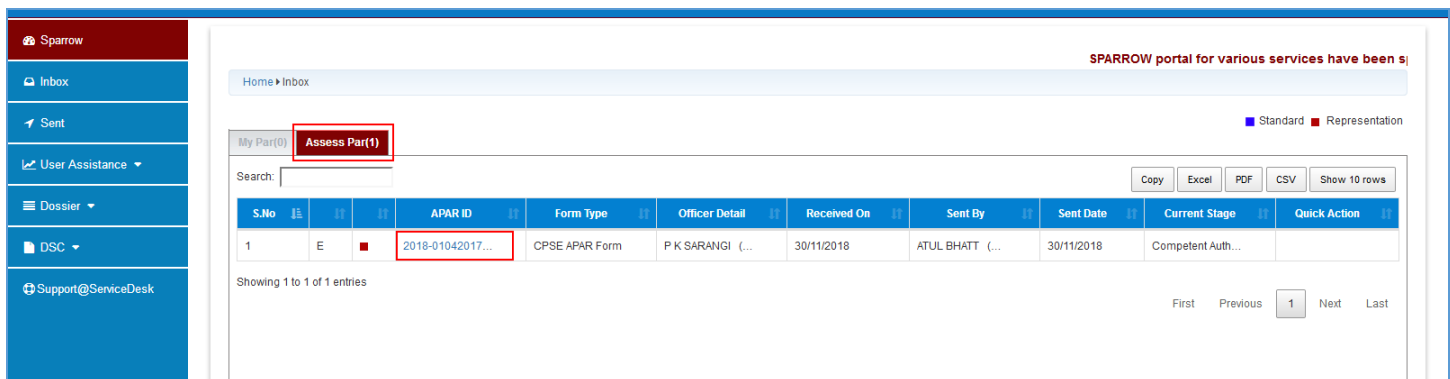 Sparrow
Inbox
Sent
User Assistance
Dossier
DSC
Support@ServiceDesk
SPARROW portal for various services have been s
Home Inbox
Standard Representation
My Par(0) Assess Par(1)
Search: Copy Excel PDF CSV Show 10 rows
S.No APAR ID Form Type Officer Detail Received On Sent By Sent Date Current Stage Quick Action
1 E 2018-01042017... CPSE APAR Form P K SARANGI (... 30/11/2018 ATUL BHATT (... 30/11/2018 Competent Auth...
Showing 1 to 1 of 1 entries
First Previous 1 Next Last